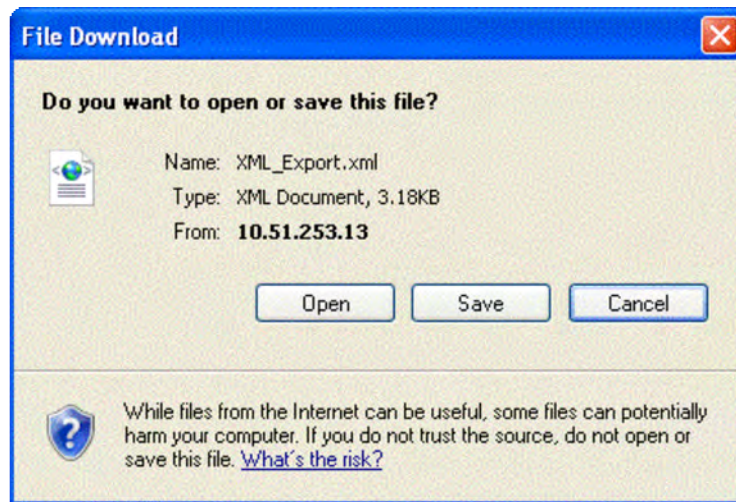 File Download
Do you want to open or save this file?
Name: XML_Export.xml
Type: XML Document, 3.18KB
From: 10.51.253.13
Open Save Cancel
While files from the Internet can be useful, some files can potentially
harm your computer. If you do not trust the source, do not open or
save this file. What's the risk?